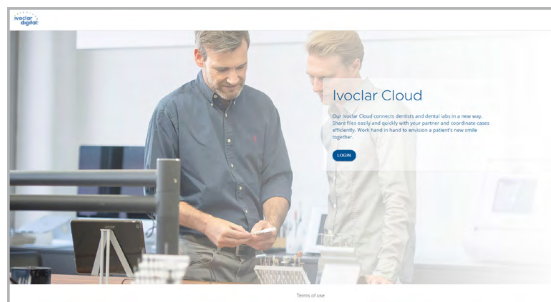 ivoclar
digital
Ivoclar Cloud
Our Ivoclar Cloud connects dentists and dental labs in a new way.
Share files easily and quickly with your partner and coordinate cases
efficiently. Work hand in hand to envision a patient's new smile
together.
LOGIN
Terms of use